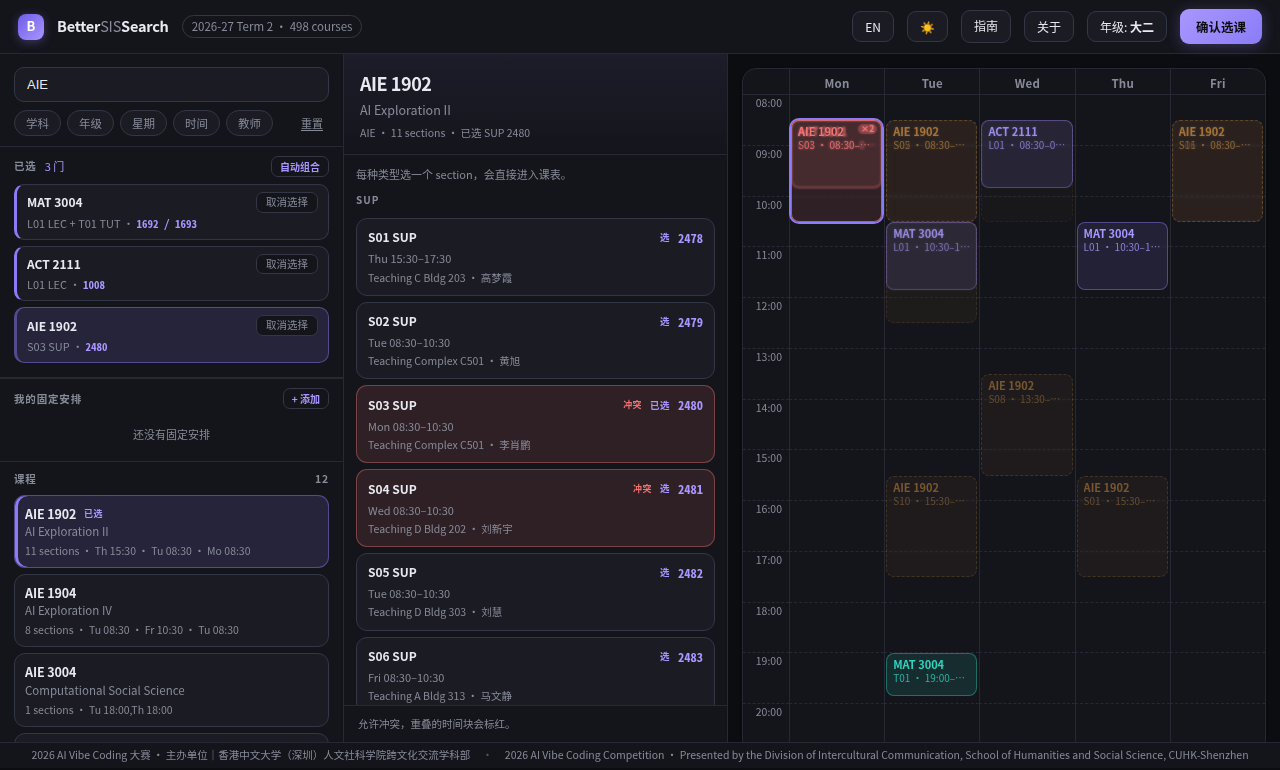 B BetterSISSearch 2026-27 Term 2 • 498 courses EN 指南 关于 年级: 大二 确认选课
AIE
学科 年级 星期 时间 教师 重置
已选 3 门 自动组合
MAT 3004 取消选择
L01 LEC + T01 TUT • 1692 / 1693
ACT 2111 取消选择
L01 LEC • 1008
AIE 1902 取消选择
S03 SUP • 2480
我的固定安排 + 添加
还没有固定安排
课程 12
AIE 1902 已选
AI Exploration II
11 sections • Th 15:30 • Tu 08:30 • Mo 08:30
AIE 1904
AI Exploration IV
8 sections • Tu 08:30 • Fr 10:30 • Tu 08:30
AIE 3004
Computational Social Science
1 sections • Tu 18:00,Th 18:00
AIE 1902
AI Exploration II
AIE • 11 sections • 已选 SUP 2480
每种类型选一个 section，会直接进入课表。
SUP
S01 SUP 选 2478
Thu 15:30–17:30
Teaching C Bldg 203 • 高梦霞
S02 SUP 选 2479
Tue 08:30–10:30
Teaching Complex C501 • 黄旭
S03 SUP 冲突 已选 2480
Mon 08:30–10:30
Teaching Complex C501 • 李肖鹏
S04 SUP 冲突 选 2481
Wed 08:30–10:30
Teaching D Bldg 202 • 刘新宇
S05 SUP 选 2482
Tue 08:30–10:30
Teaching D Bldg 303 • 刘慧
S06 SUP 选 2483
Fri 08:30–10:30
Teaching A Bldg 313 • 马文静
允许冲突，重叠的时间块会标红。
Mon Tue Wed Thu Fri
08:00
AIE 1902 ×2 AIE 1902 ACT 2111 AIE 1902
S03 • 08:30– S05 • 08:30–··· L01 • 08:30–0··· 08:30–···
09:00
10:00
MAT 3004 MAT 3004
L01 • 10:30–1··· L01 • 10:30–1···
11:00
12:00
13:00
AIE 1902
S08 • 13:30–···
14:00
15:00
AIE 1902 AIE 1902
S10 • 15:30–··· S01 • 15:30–···
16:00
17:00
18:00
19:00
MAT 3004
T01 • 19:00–···
20:00
2026 AI Vibe Coding 大赛 • 主办单位｜香港中文大学（深圳）人文社科学院跨文化交流学科部 • 2026 AI Vibe Coding Competition • Presented by the Division of Intercultural Communication, School of Humanities and Social Science, CUHK-Shenzhen